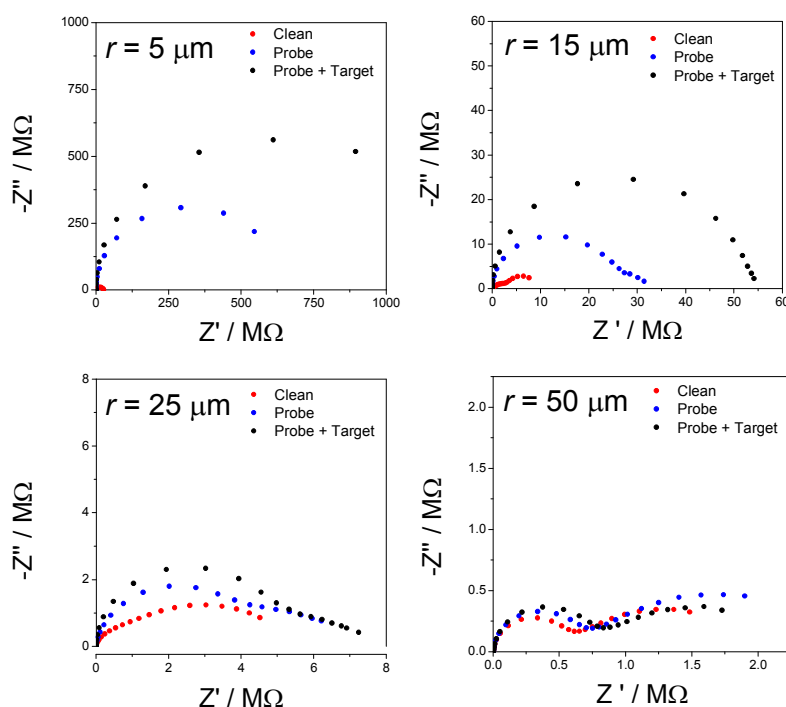 r = 5 μm
Clean
Probe
Probe + Target
1000
750
500
250
0
-Z'' / MΩ
0 250 500 750 1000
Z' / MΩ
r = 15 μm
Clean
Probe
Probe + Target
60
50
40
30
20
10
0
-Z'' / MΩ
0 10 20 30 40 50 60
Z ' / MΩ
r = 25 μm
Clean
Probe
Probe + Target
8
6
4
2
0
-Z'' / MΩ
0 2 4 6 8
Z' / MΩ
r = 50 μm
Clean
Probe
Probe + Target
2.0
1.5
1.0
0.5
0.0
-Z'' / MΩ
0.0 0.5 1.0 1.5 2.0
Z ' / MΩ